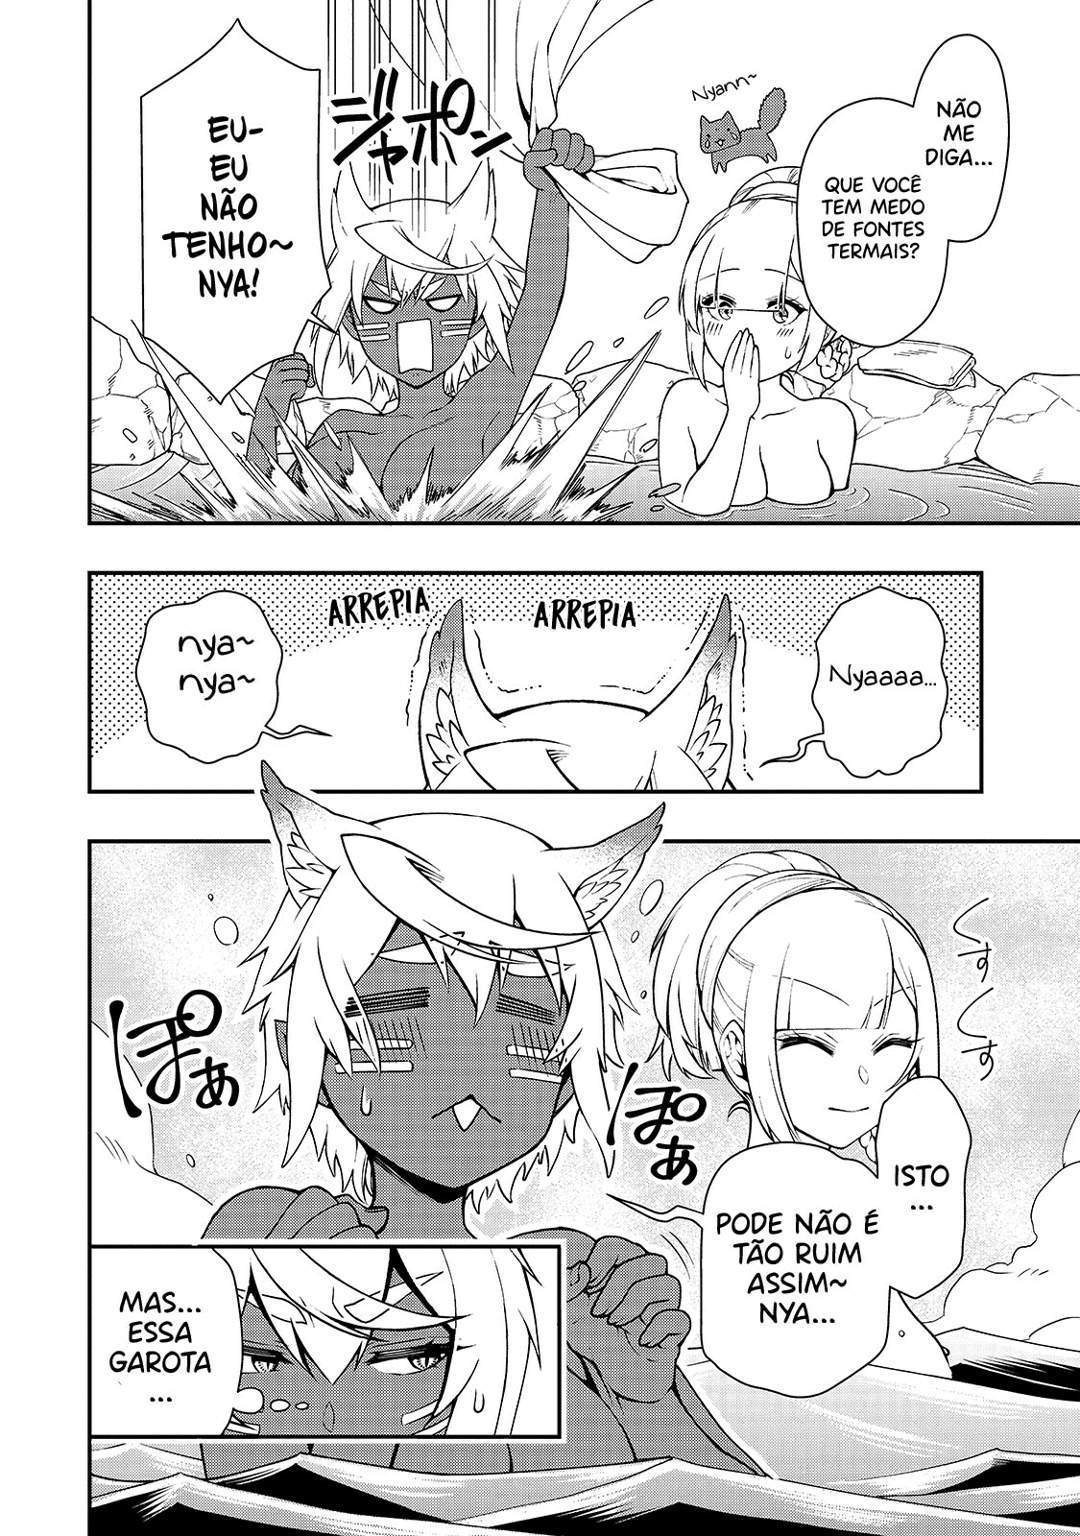 NÃO
ME
DIGA...
QUE VOCÊ
TEM MEDO
DE FONTES
TERMAIS?
Nyann~
ジャポン
EU-
EU
NÃO
TENHO~
NYA!
Nyaaaa...
ARREPIA
ARREPIA
nya~
nya~
くすくす
ISTO
...
PODE NÃO É
TÃO RUIM
ASSIM~
NYA...
ぽぁ
ぽぁ
MAS...
ESSA
GAROTA
...